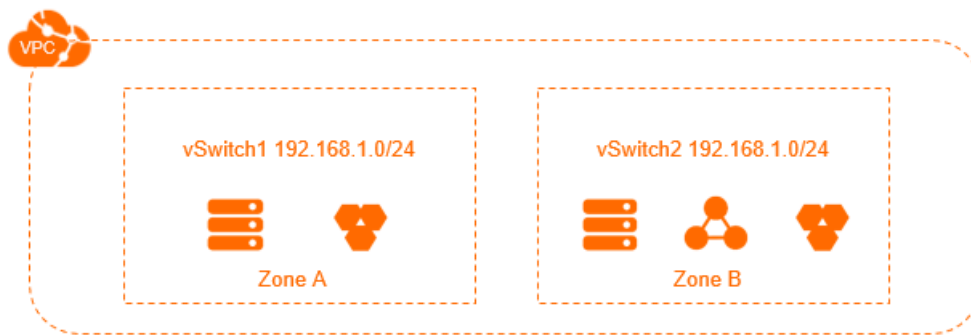 VPC
vSwitch1 192.168.1.0/24
vSwitch2 192.168.1.0/24
Zone A
Zone B